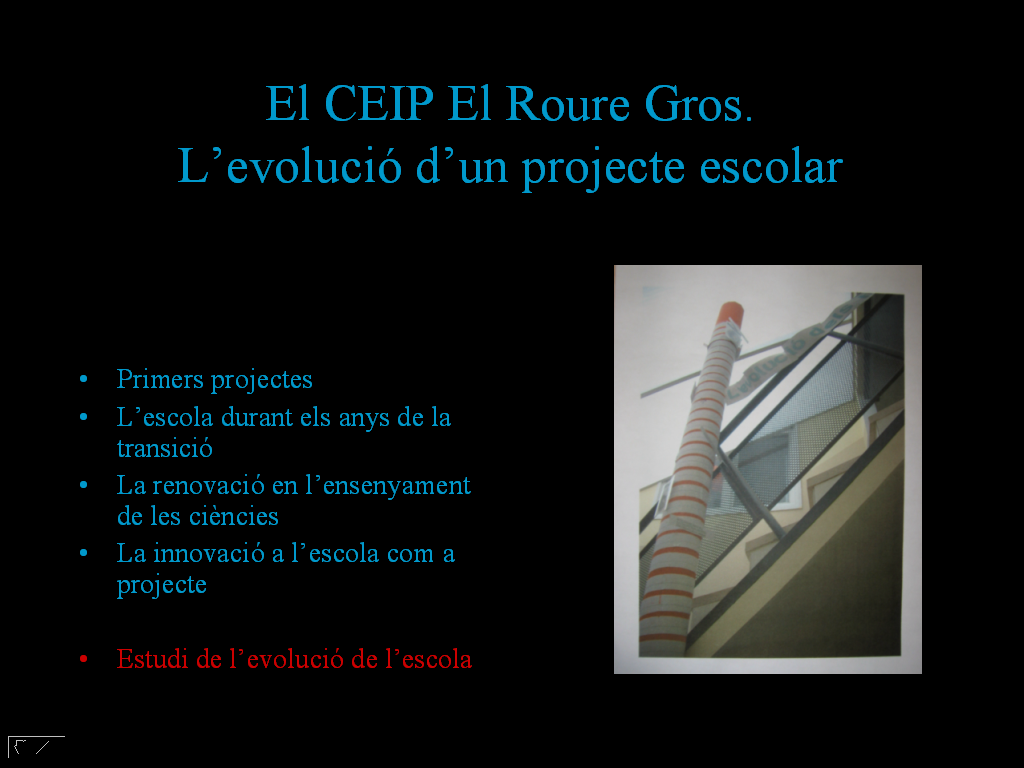 El CEIP El Roure Gros.
L’evolució d’un projecte escolar
• Primers projectes
• L’escola durant els anys de la
transició
• La renovació en l’ensenyament
de les ciències
• La innovació a l’escola com a
projecte
• Estudi de l’evolució de l’escola